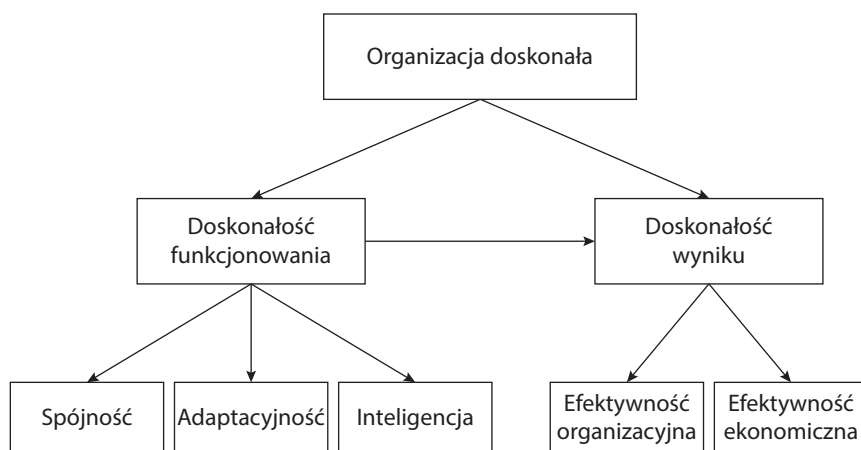 Organizacja doskonała
Doskonałość
funkcjonowania
Doskonałość
wyniku
Spójność
Adaptacyjność
Inteligencja
Efektywność
organizacyjna
Efektywność
ekonomiczna